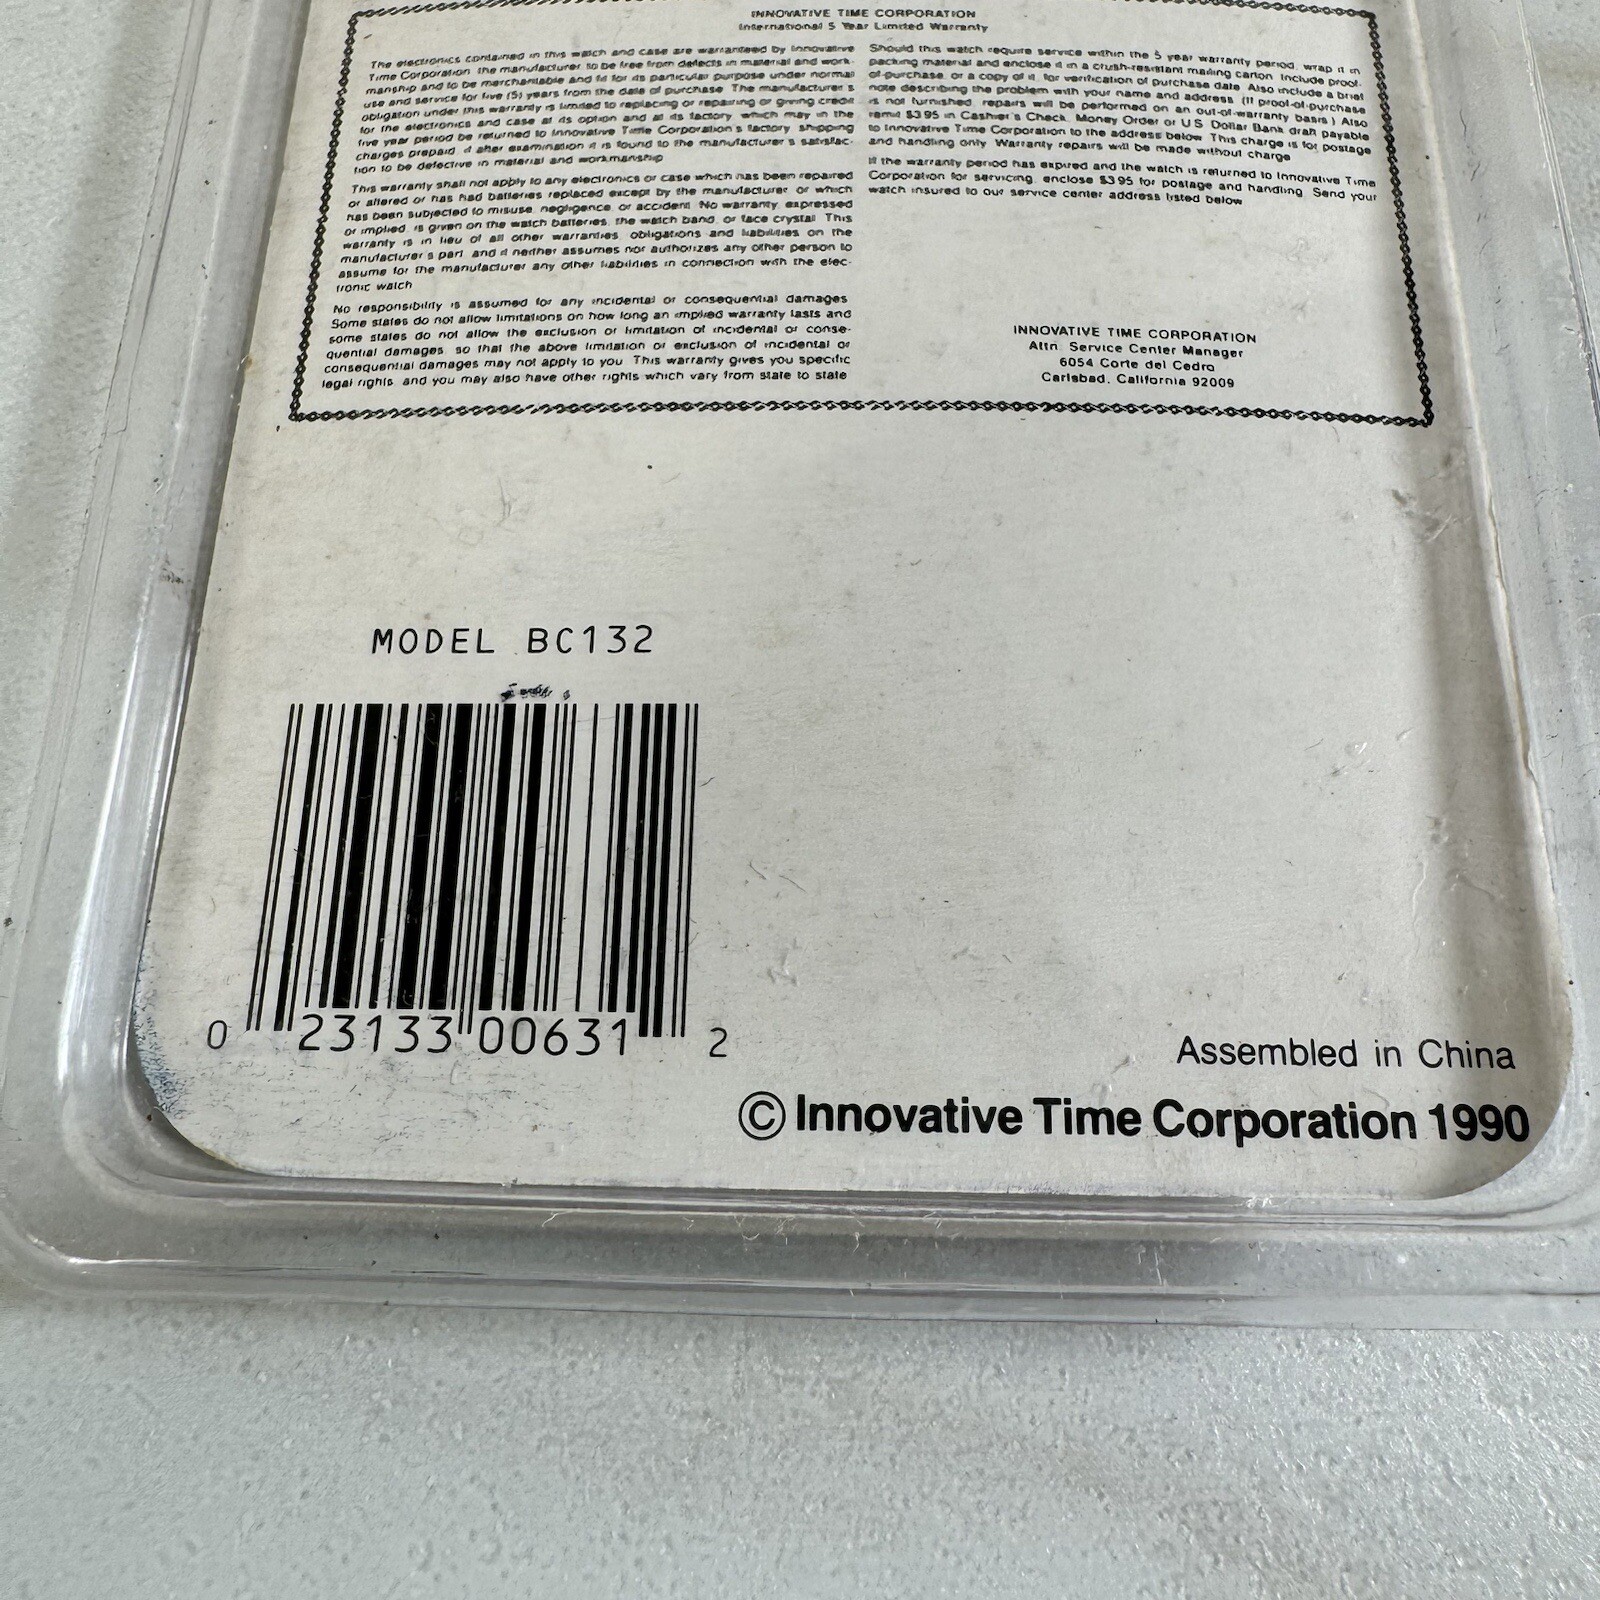 INNOVATIVE TIME CORPORATION
International 5 Year Limited Warranty
The electronics contained in this watch and case are warranteed by Innovative
Time Corporation the manufacturer to be free from defects in material and work-
manship and to be merchantable and fit for its particular purpose under normal
use and service for five (5) years from the date of purchase The manufacturer s
obligation under this warranty is limited to replacing or repairing or giving credit
for the electronics and case at its option and at its factory which may in the
five year period be returned to Innovative Time Corporation s factory shipping
charges prepaid if after examination it is found to the manufacturer s satisfac-
tion to be defective in material and workmanship
This warranty shall not apply to any electronics or case which has been repaired
or altered or has had batteries replaced except by the manufacturer or which
has been subjected to misuse, negligence, or accident No warranty, expressed
or implied, is given on the watch batteries, the watch band, or face crystal This
warranty is in lieu of all other warranties, obligations and liabilities on the
manufacturer s part and it neither assumes nor authorizes any other person to
assume for the manufacturer any other liabilities in connection with the elec-
tronic watch
No responsibility is assumed for any incidental or consequential damages
Some states do not allow limitations on how long an implied warranty lasts and
some states do not allow the exclusion or limitation of incidental or conse-
quential damages, so that the above limitation or exclusion of incidental or
consequential damages may not apply to you This warranty gives you specific
legal rights and you may also have other rights which vary from state to state
Should this watch require service within the 5 year warranty period, wrap it in
packing material and enclose it in a crush-resistant mailing carton Include proof-
of-purchase, or a copy of it, for verification of purchase date Also include a brief
note describing the problem with your name and address (If proof-of-purchase
is not furnished, repairs will be performed on an out-of-warranty basis ) Also
remit $3 95 in Cashier's Check, Money Order or U S Dollar Bank draft payable
to Innovative Time Corporation to the address below This charge is for postage
and handling only Warranty repairs will be made without charge
If the warranty period has expired and the watch is returned to Innovative Time
Corporation for servicing, enclose $3 95 for postage and handling Send your
watch insured to our service center address listed below
INNOVATIVE TIME CORPORATION
Attn. Service Center Manager
6054 Corte del Cedro
Carlsbad, California 92009
MODEL BC132
0 23133 00631 2
Assembled in China
© Innovative Time Corporation 1990